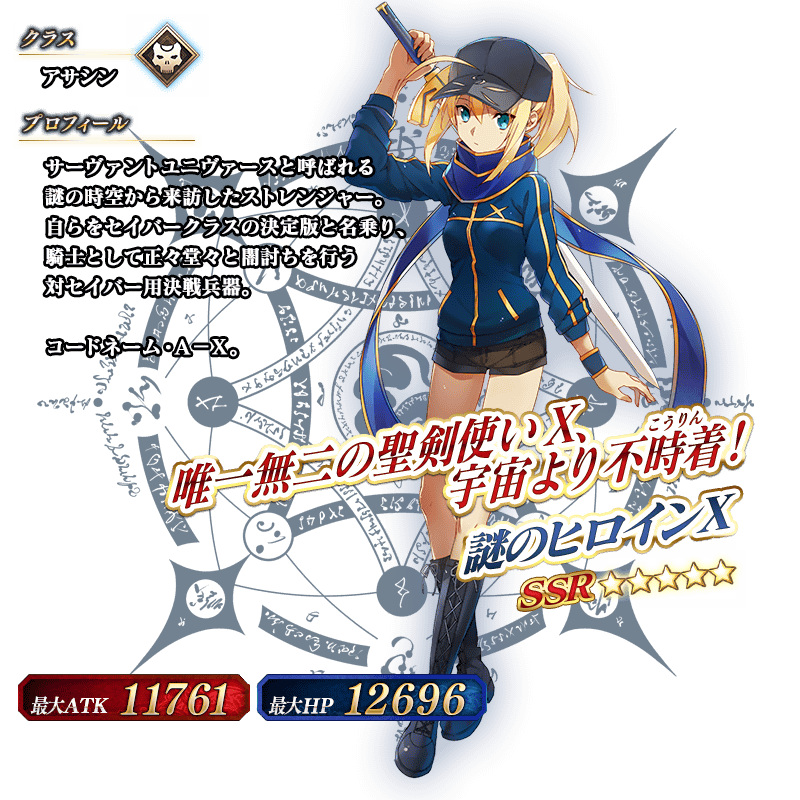 クラス
アサシン
プロフィール
サーヴァントユニヴァースと呼ばれる
謎の時空から来訪したストレンジャー。
自らをセイバークラスの決定版と名乗り、
騎士として正々堂々と闇討ちを行う
対セイバー用決戦兵器。
コードネーム・A－X。
唯一無二の聖剣使いX、
こうりん
宇宙より不時着！
謎のヒロインX
SSR☆☆☆☆☆
最大ATK 11761
最大HP 12696